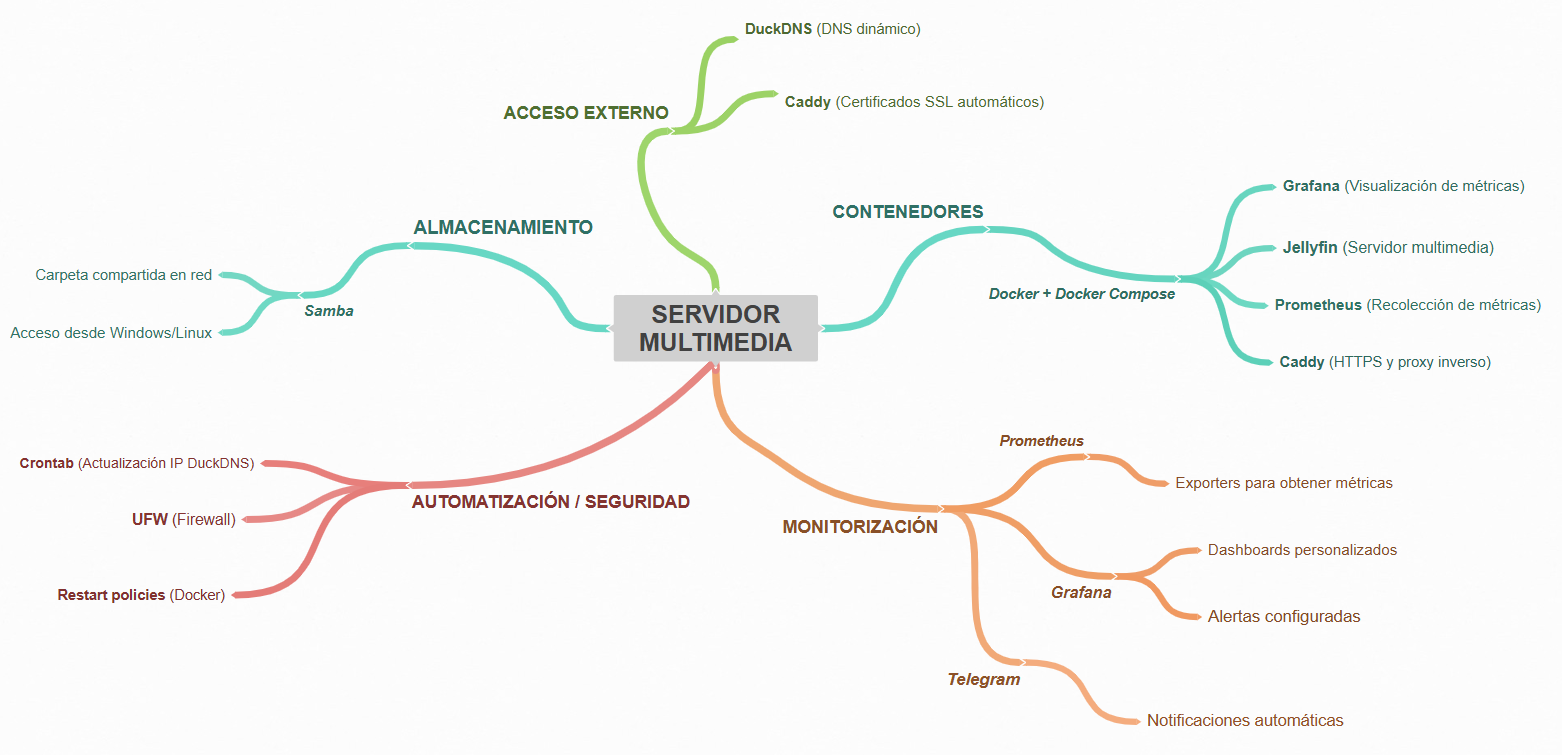 SERVIDOR
MULTIMEDIA
ACCESO EXTERNO
DuckDNS (DNS dinámico)
Caddy (Certificados SSL automáticos)
CONTENEDORES
Docker + Docker Compose
Grafana (Visualización de métricas)
Jellyfin (Servidor multimedia)
Prometheus (Recolección de métricas)
Caddy (HTTPS y proxy inverso)
MONITORIZACIÓN
Prometheus
Exporters para obtener métricas
Grafana
Dashboards personalizados
Alertas configuradas
Telegram
Notificaciones automáticas
AUTOMATIZACIÓN / SEGURIDAD
Crontab (Actualización IP DuckDNS)
UFW (Firewall)
Restart policies (Docker)
ALMACENAMIENTO
Samba
Carpeta compartida en red
Acceso desde Windows/Linux